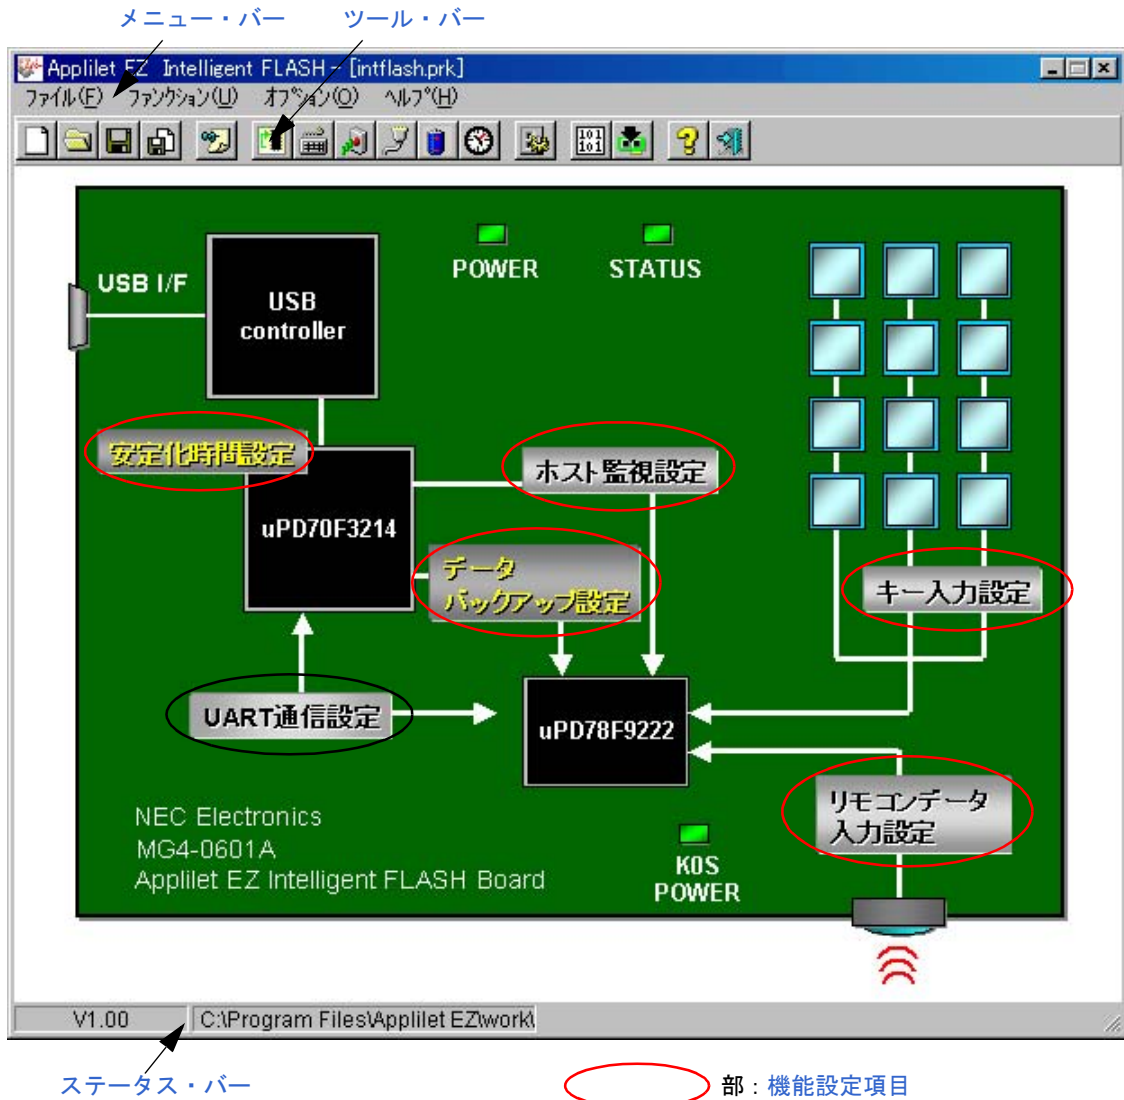 メニュー・バー ツール・バー
Applilet EZ Intelligent FLASH - [intflash.prk]
ファイル(F) ファンクション(U) オプション(O) ヘルプ(H)
POWER STATUS
USB I/F
USB
controller
安定化時間設定
ホスト監視設定
uPD70F3214
データ
バックアップ設定
キー入力設定
UART通信設定
uPD78F9222
リモコンデータ
入力設定
NEC Electronics
MG4-0601A
Applilet EZ Intelligent FLASH Board
K0S
POWER
V1.00 C:\Program Files\Applilet EZ\work\
ステータス・バー 部：機能設定項目